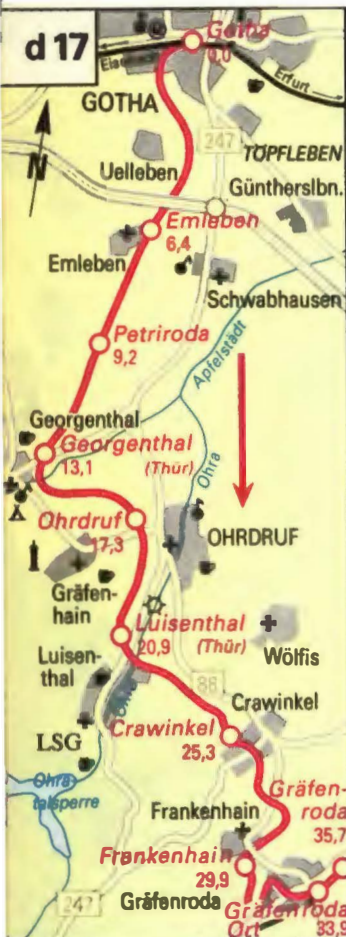 d 17
Gotha
0,0
Eise
Erfurt
GOTHA
247
TÖPFLEBEN
N
Uelleben
Güntherslbn.
Emleben
6,4
Emleben
Schwabhausen
Petriroda
9,2
Apfelstädt
Georgenthal
Georgenthal
13,1
(Thür)
Ohra
Ohrdruf
17,3
OHRDRUF
Gräfen-
hain
Luisenthal
20,9
(Thür)
Wölfis
Luisen-
thal
88
Crawinkel
Crawinkel
25,3
LSG
Ohra
Ohra-
talsperre
Gräfen-
roda
35,7
Frankenhain
Frankenhain
29,9
247
Gräfenroda
Gräfenroda
Ort
33,9